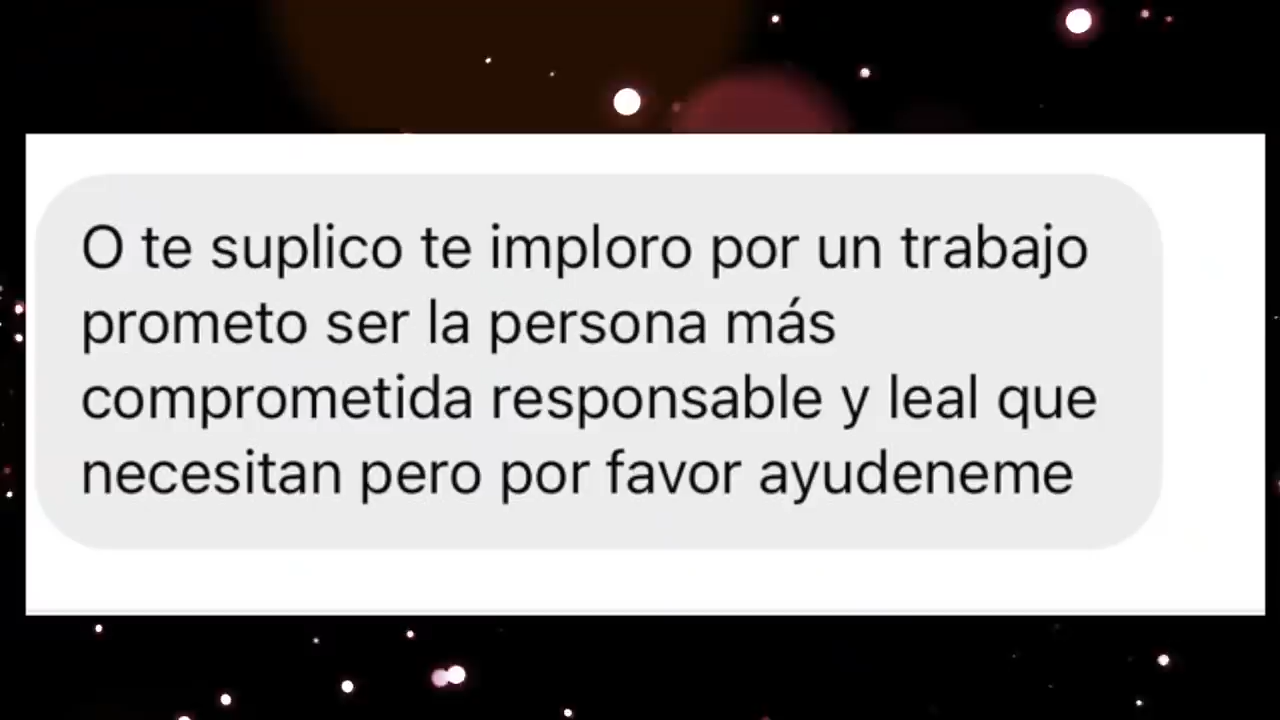 O te suplico te imploro por un trabajo
prometo ser la persona más
comprometida responsable y leal que
necesitan pero por favor ayudeneme